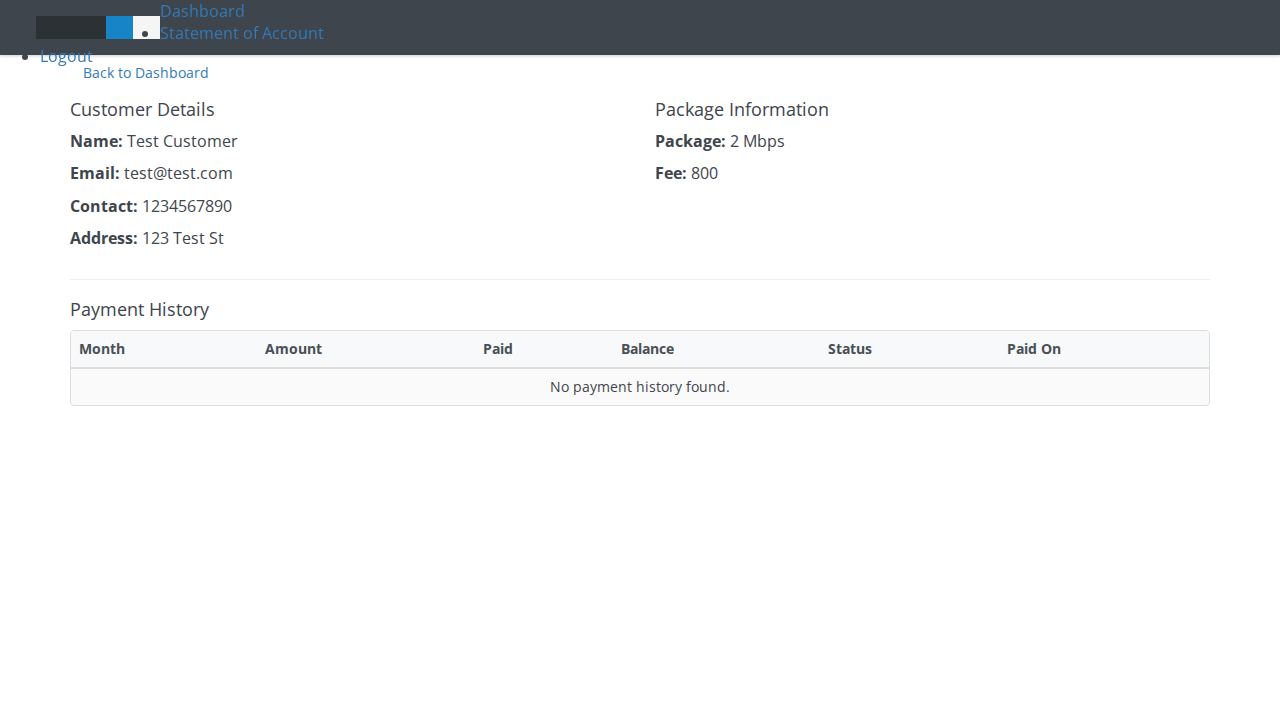 Dashboard
Statement of Account
Logout
Back to Dashboard
Customer Details
Name: Test Customer
Email: test@test.com
Contact: 1234567890
Address: 123 Test St
Package Information
Package: 2 Mbps
Fee: 800
Payment History
Month Amount Paid Balance Status Paid On
No payment history found.